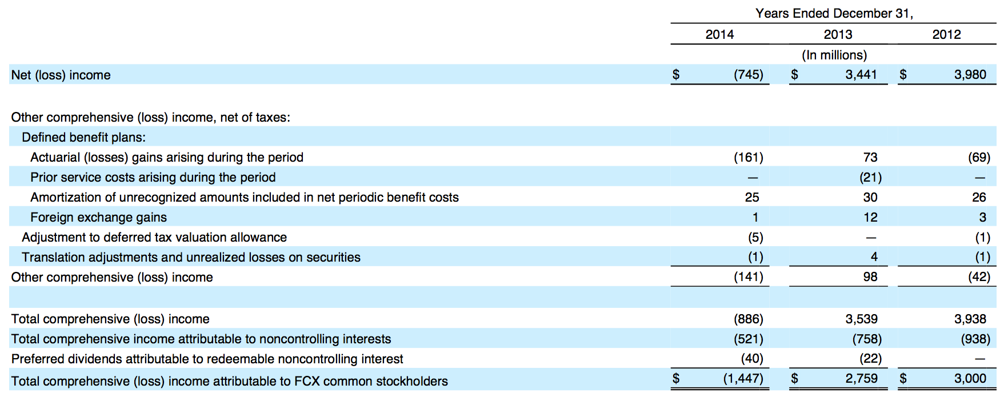 Years Ended December 31,
2014 2013 2012
(In millions)
Net (loss) income $ (745) $ 3,441 $ 3,980
Other comprehensive (loss) income, net of taxes:
Defined benefit plans:
Actuarial (losses) gains arising during the period (161) 73 (69)
Prior service costs arising during the period — (21) —
Amortization of unrecognized amounts included in net periodic benefit costs 25 30 26
Foreign exchange gains 1 12 3
Adjustment to deferred tax valuation allowance (5) — (1)
Translation adjustments and unrealized losses on securities (1) 4 (1)
Other comprehensive (loss) income (141) 98 (42)
Total comprehensive (loss) income (886) 3,539 3,938
Total comprehensive income attributable to noncontrolling interests (521) (758) (938)
Preferred dividends attributable to redeemable noncontrolling interest (40) (22) —
Total comprehensive (loss) income attributable to FCX common stockholders $ (1,447) $ 2,759 $ 3,000